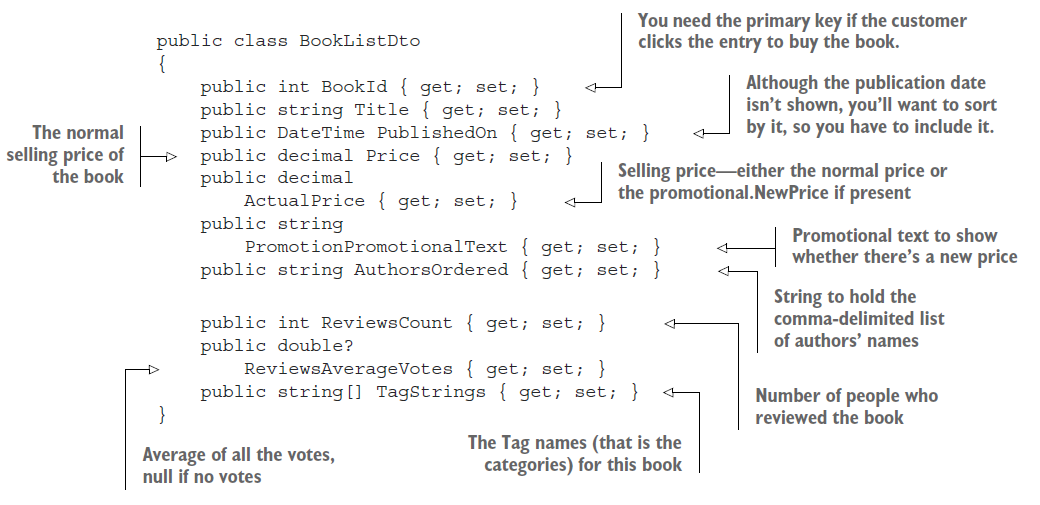 You need the primary key if the customer
clicks the entry to buy the book.
public class BookListDto
{
public int BookId { get; set; }
public string Title { get; set; }
Although the publication date
isn’t shown, you’ll want to sort
by it, so you have to include it.
public DateTime PublishedOn { get; set; }
The normal
selling price of
the book
public decimal Price { get; set; }
public decimal
ActualPrice { get; set; }
Selling price—either the normal price or
the promotional.NewPrice if present
public string
PromotionPromotionalText { get; set; }
Promotional text to show
whether there’s a new price
public string AuthorsOrdered { get; set; }
String to hold the
comma-delimited list
of authors’ names
public int ReviewsCount { get; set; }
public double?
ReviewsAverageVotes { get; set; }
public string[] TagStrings { get; set; }
Number of people who
reviewed the book
}
Average of all the votes,
null if no votes
The Tag names (that is the
categories) for this book